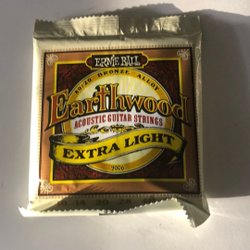 ERNIE BALL
80/20 BRONZE ALLOY
Earthwood
ACOUSTIC GUITAR STRINGS
EXTRA LIGHT